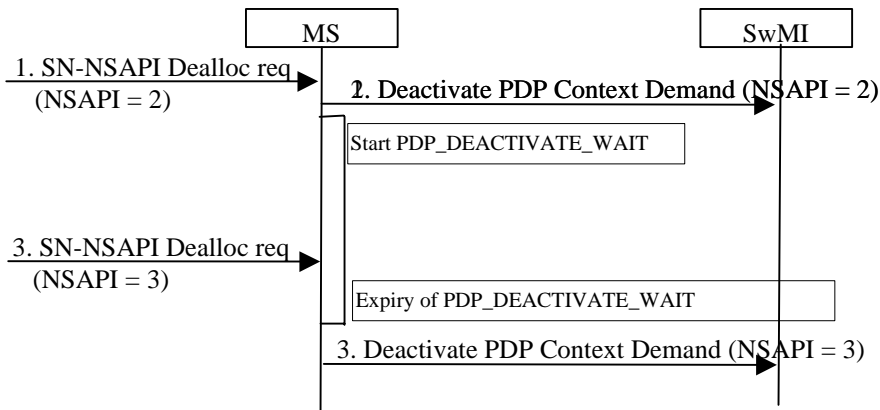 MS
SwMI
1. SN-NSAPI Dealloc req
(NSAPI = 2)
2. Deactivate PDP Context Demand (NSAPI = 2)
Start PDP_DEACTIVATE_WAIT
3. SN-NSAPI Dealloc req
(NSAPI = 3)
Expiry of PDP_DEACTIVATE_WAIT
3. Deactivate PDP Context Demand (NSAPI = 3)